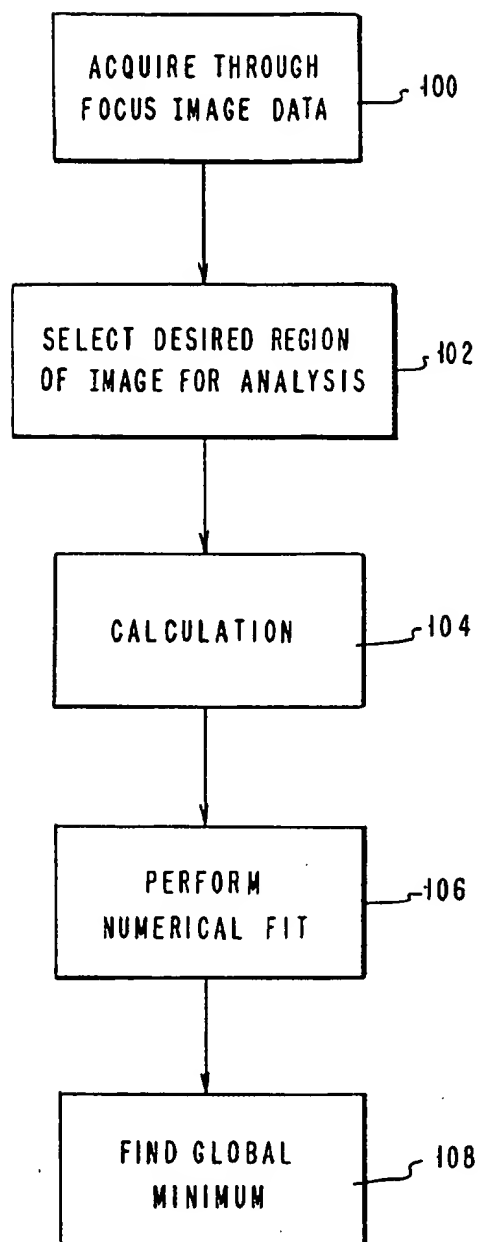 ACQUIRE THROUGH
FOCUS IMAGE DATA
100
SELECT DESIRED REGION
OF IMAGE FOR ANALYSIS
102
CALCULATION
104
PERFORM
NUMERICAL FIT
106
FIND GLOBAL
MINIMUM
108